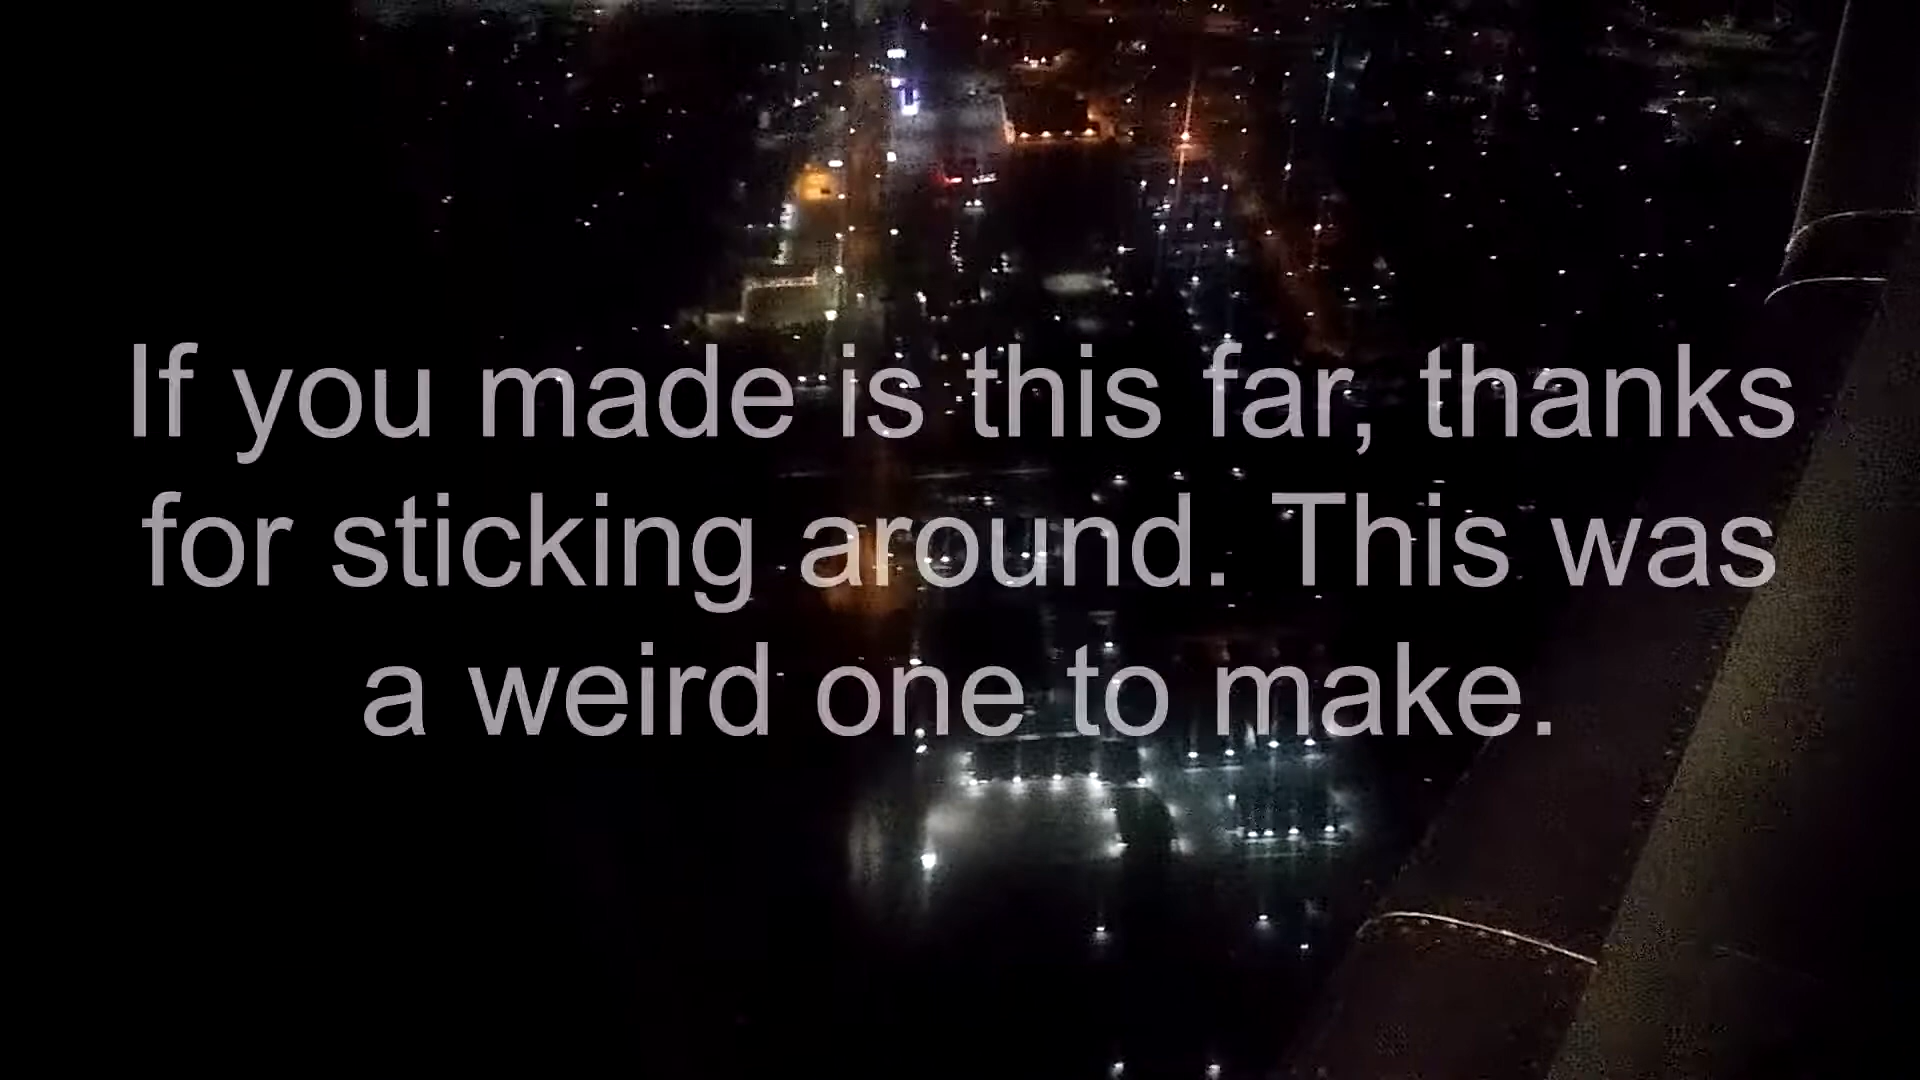 If you made is this far, thanks
for sticking around. This was
a weird one to make.